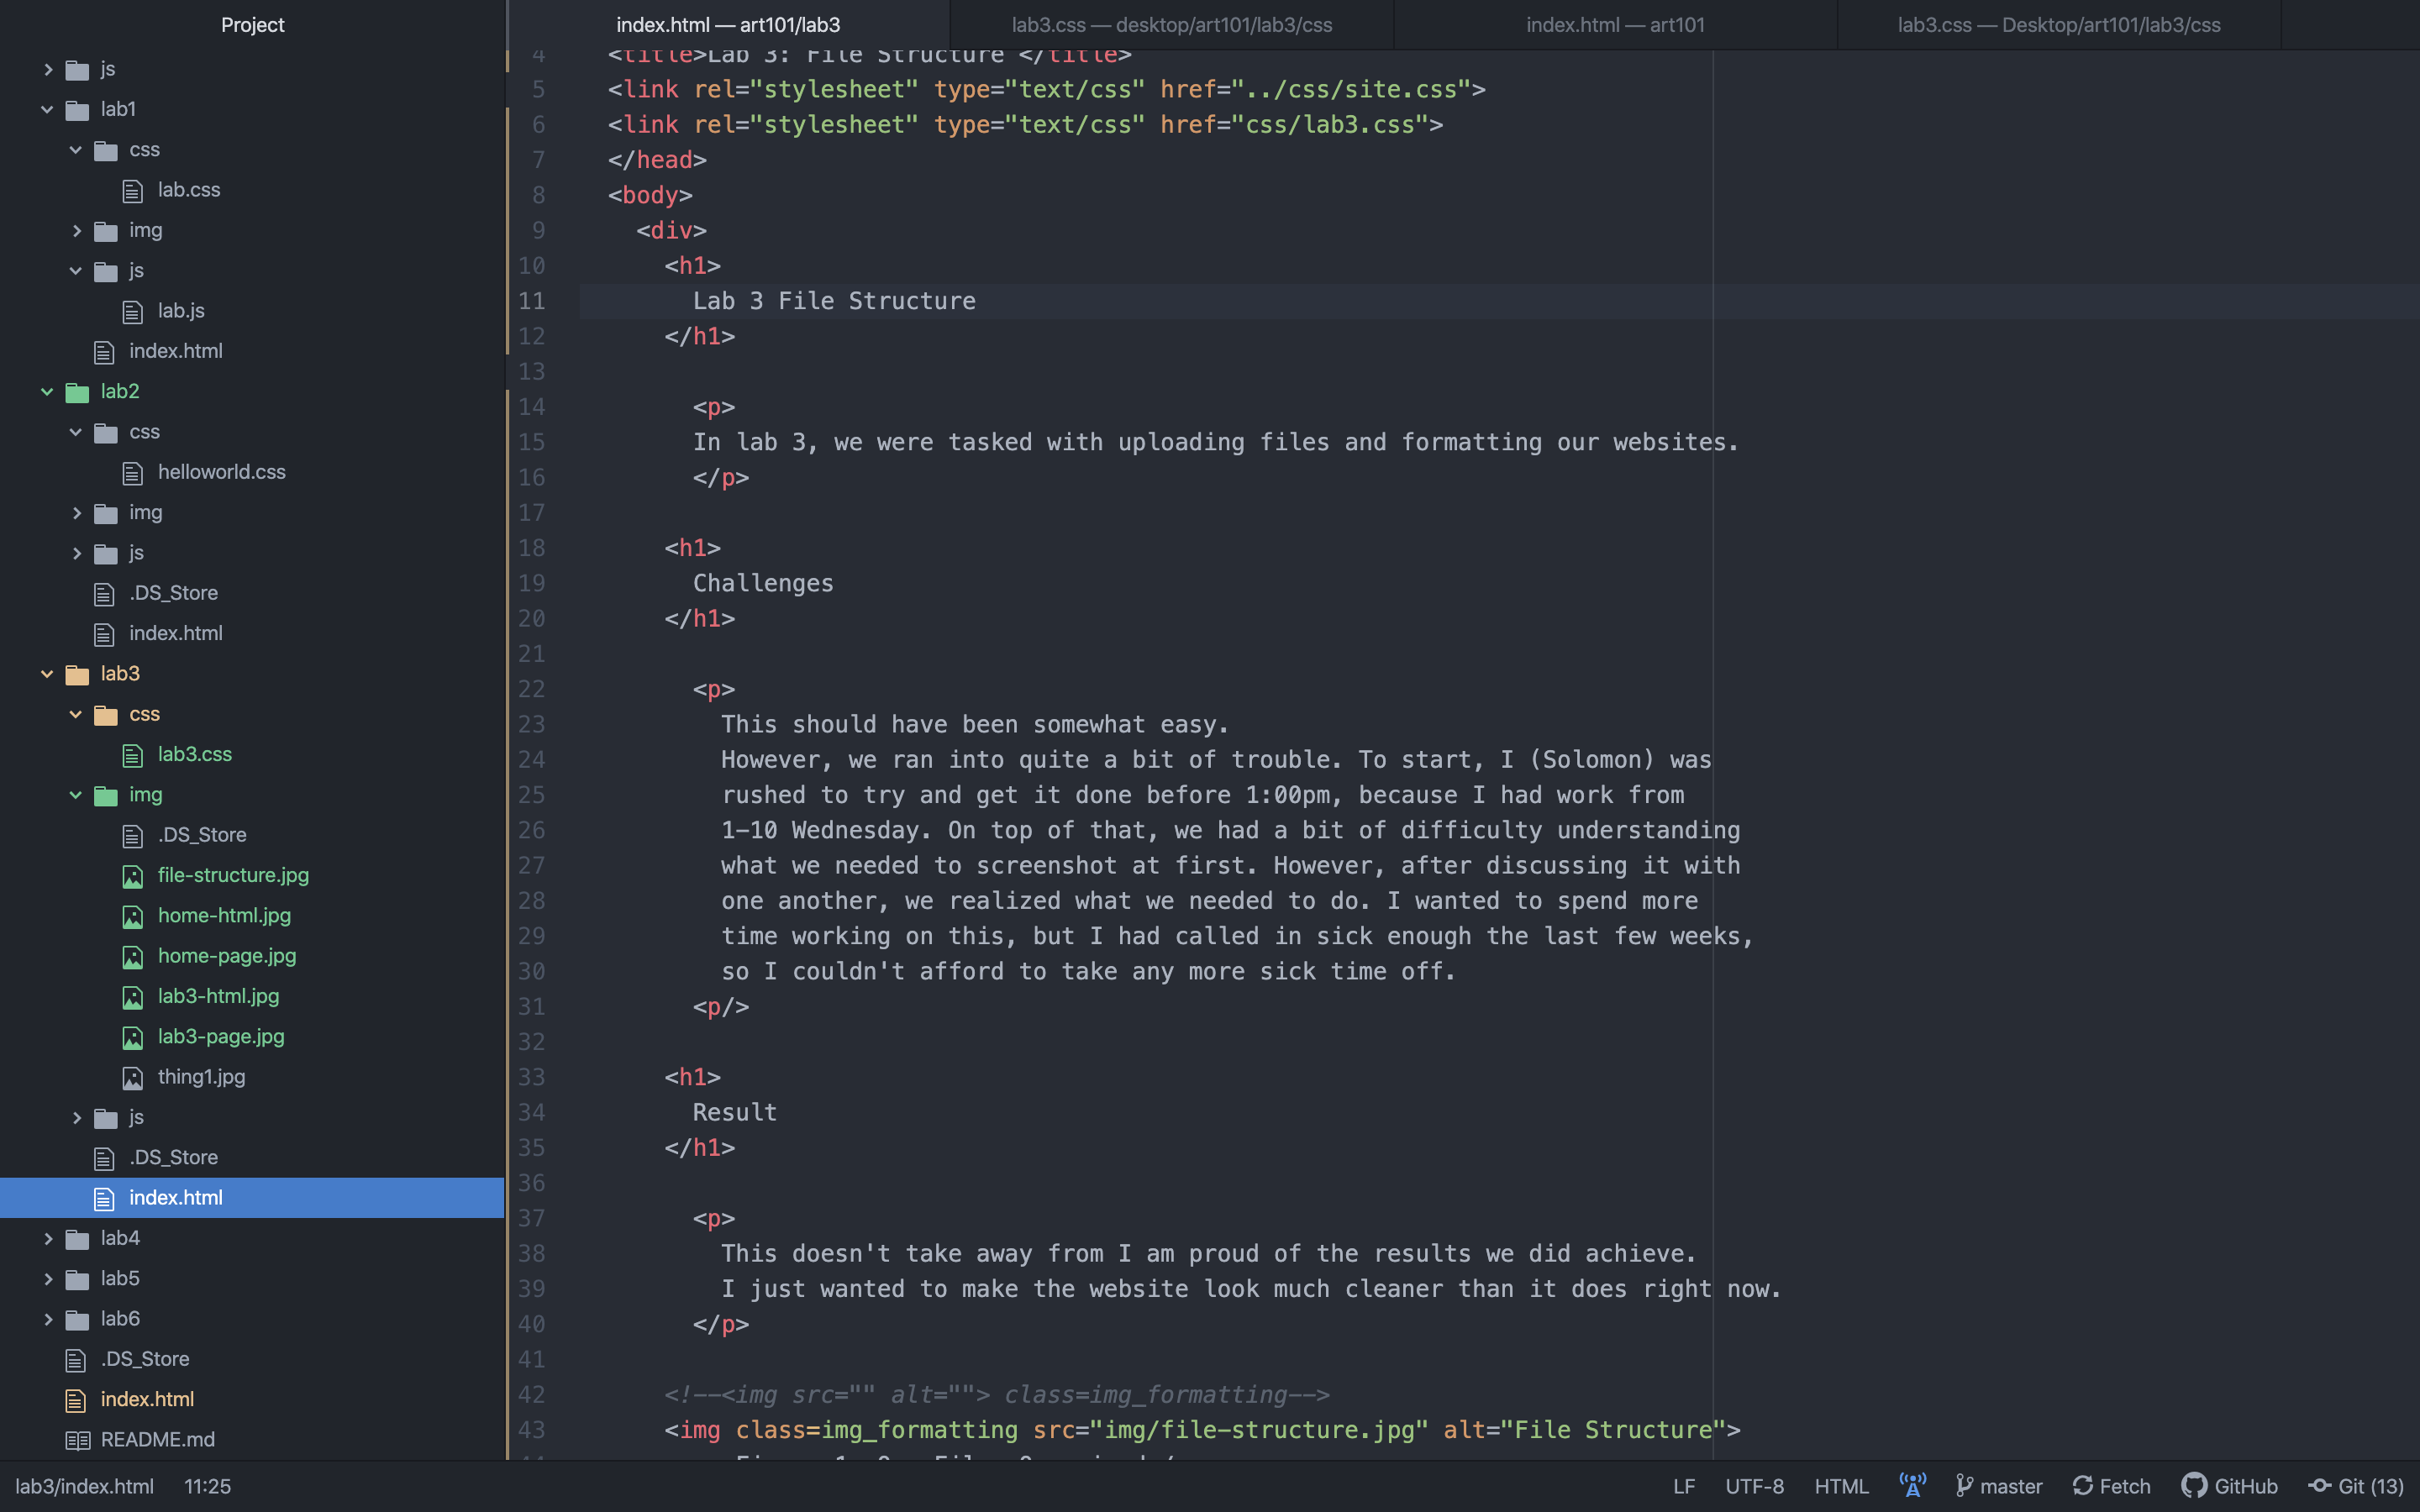 Project
js
lab1
css
lab.css
img
js
lab.js
index.html
lab2
css
helloworld.css
img
js
.DS_Store
index.html
lab3
css
lab3.css
img
.DS_Store
file-structure.jpg
home-html.jpg
home-page.jpg
lab3-html.jpg
lab3-page.jpg
thing1.jpg
js
.DS_Store
index.html
lab4
lab5
lab6
.DS_Store
index.html
README.md
index.html — art101/lab3
lab3.css — desktop/art101/lab3/css
index.html — art101
lab3.css — Desktop/art101/lab3/css
4 <title>Lab 3: File Structure </title>
5 <link rel="stylesheet" type="text/css" href="../css/site.css">
6 <link rel="stylesheet" type="text/css" href="css/lab3.css">
7 </head>
8 <body>
9 <div>
10 <h1>
11 Lab 3 File Structure
12 </h1>
13
14 <p>
15 In lab 3, we were tasked with uploading files and formatting our websites.
16 </p>
17
18 <h1>
19 Challenges
20 </h1>
21
22 <p>
23 This should have been somewhat easy.
24 However, we ran into quite a bit of trouble. To start, I (Solomon) was
25 rushed to try and get it done before 1:00pm, because I had work from
26 1-10 Wednesday. On top of that, we had a bit of difficulty understanding
27 what we needed to screenshot at first. However, after discussing it with
28 one another, we realized what we needed to do. I wanted to spend more
29 time working on this, but I had called in sick enough the last few weeks,
30 so I couldn't afford to take any more sick time off.
31 <p/>
32
33 <h1>
34 Result
35 </h1>
36
37 <p>
38 This doesn't take away from I am proud of the results we did achieve.
39 I just wanted to make the website look much cleaner than it does right now.
40 </p>
41
42 <!--<img src="" alt=""> class=img_formatting-->
43 <img class=img_formatting src="img/file-structure.jpg" alt="File Structure">
lab3/index.html 11:25
LF UTF-8 HTML master Fetch GitHub Git (13)